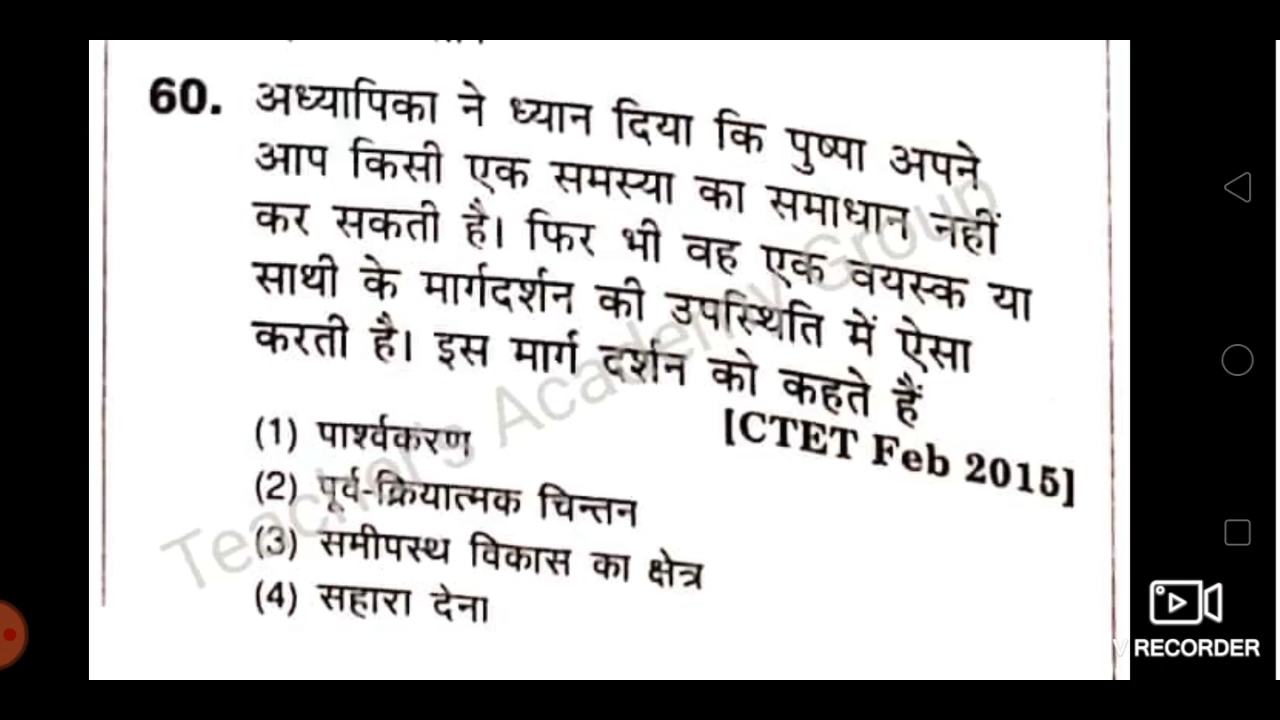 60. अध्यापिका ने ध्यान दिया कि पुष्पा अपने
आप किसी एक समस्या का समाधान नहीं
कर सकती है। फिर भी वह एक वयस्क या
साथी के मार्गदर्शन की उपस्थिति में ऐसा
करती है। इस मार्ग दर्शन को कहते हैं
[CTET Feb 2015]
(1) पार्श्वकरण
(2) पूर्व-क्रियात्मक चिन्तन
(3) समीपस्थ विकास का क्षेत्र
(4) सहारा देना
Teacher's Academy Group
V RECORDER